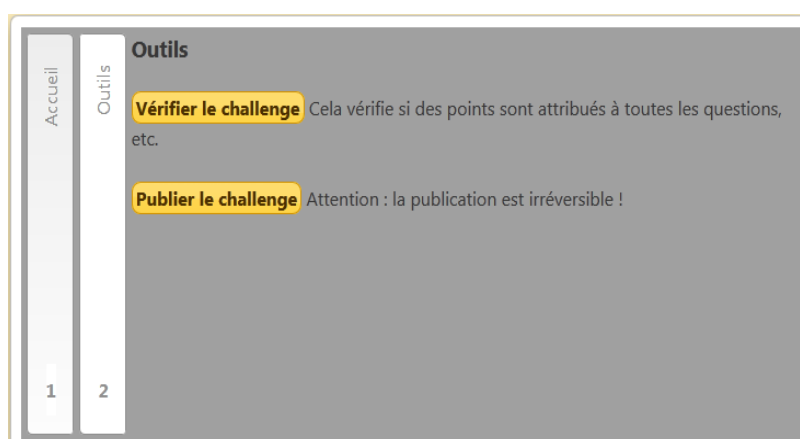 Accueil
1
Outils
2
Outils
Vérifier le challenge Cela vérifie si des points sont attribués à toutes les questions,
etc.
Publier le challenge Attention : la publication est irréversible !